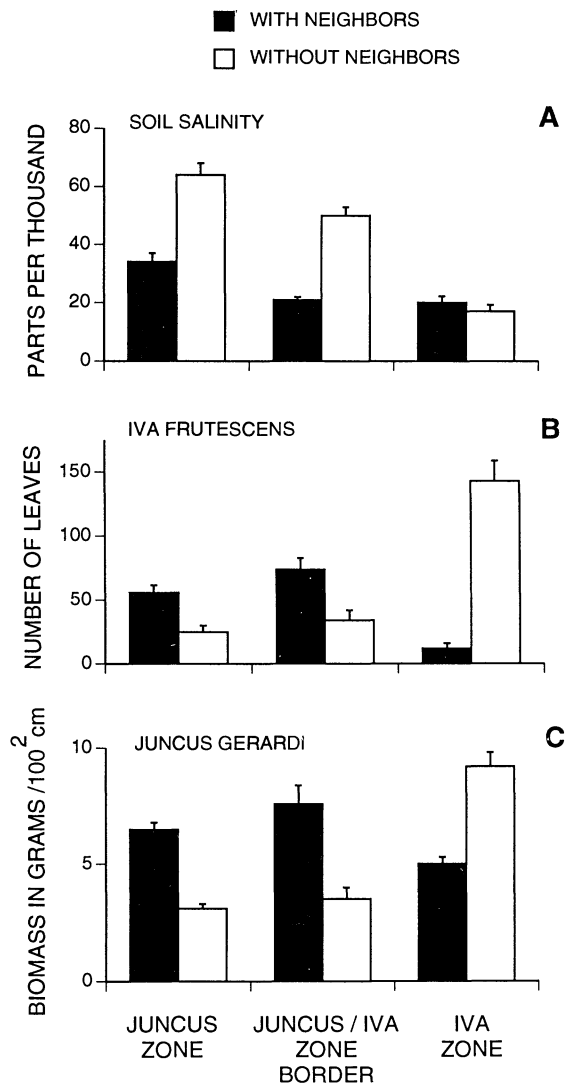 WITH NEIGHBORS
WITHOUT NEIGHBORS
A
SOIL SALINITY
PARTS PER THOUSAND
80
60
40
20
0
B
IVA FRUTESCENS
NUMBER OF LEAVES
150
100
50
0
C
JUNCUS GERARDi
BIOMASS IN GRAMS /100² cm
10
5
0
JUNCUS
ZONE
JUNCUS / IVA
ZONE
BORDER
IVA
ZONE